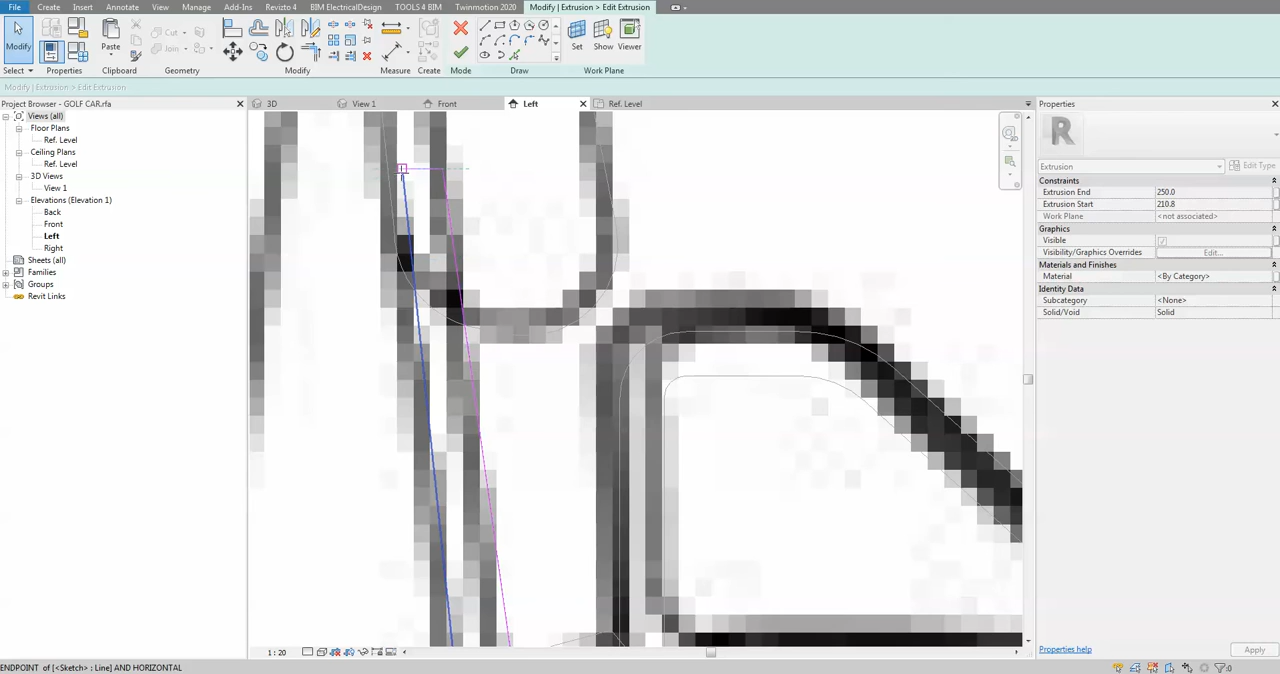 File Create Insert Annotate View Manage Add-Ins Revizto 4 BIM ElectricalDesign TOOLS 4 BIM Twinmotion 2020 Modify | Extrusion > Edit Extrusion
Modify Paste Cut Join Set Show Viewer
Select Properties Clipboard Geometry Modify Measure Create Mode Draw Work Plane
Modify | Extrusion > Edit Extrusion
Project Browser - GOLF CAR.rfa
Views (all)
Floor Plans
Ref. Level
Ceiling Plans
Ref. Level
3D Views
View 1
Elevations (Elevation 1)
Back
Front
Left
Right
Sheets (all)
Families
Groups
Revit Links
3D View 1 Front Left Ref. Level
Properties
R
Extrusion Edit Type
Constraints
Extrusion End 250.0
Extrusion Start 210.8
Work Plane <not associated>
Graphics
Visible
Visibility/Graphics Overrides Edit...
Materials and Finishes
Material <By Category>
Identity Data
Subcategory <None>
Solid/Void Solid
Properties help Apply
1 : 20
ENDPOINT of [<Sketch> : Line] AND HORIZONTAL
:0